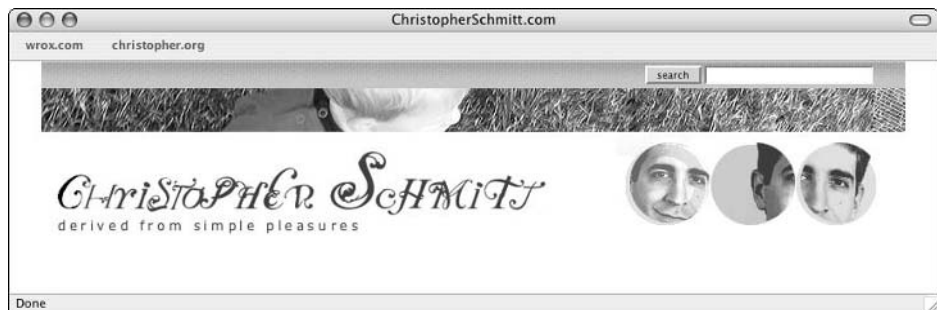 ChristopherSchmitt.com
wrox.com christopher.org
search
CHRISTOPHER SCHMITT
derived from simple pleasures
Done